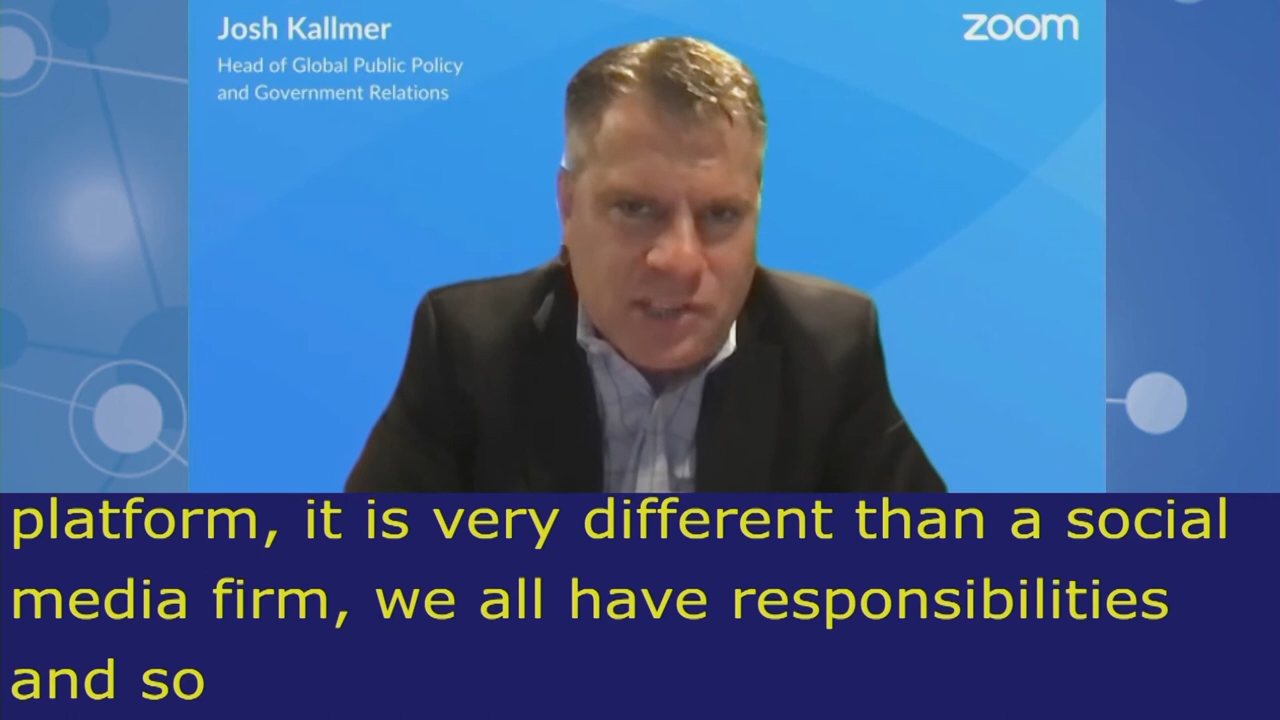 Josh Kallmer
zoom
Head of Global Public Policy
and Government Relations
platform, it is very different than a social
media firm, we all have responsibilities
and so